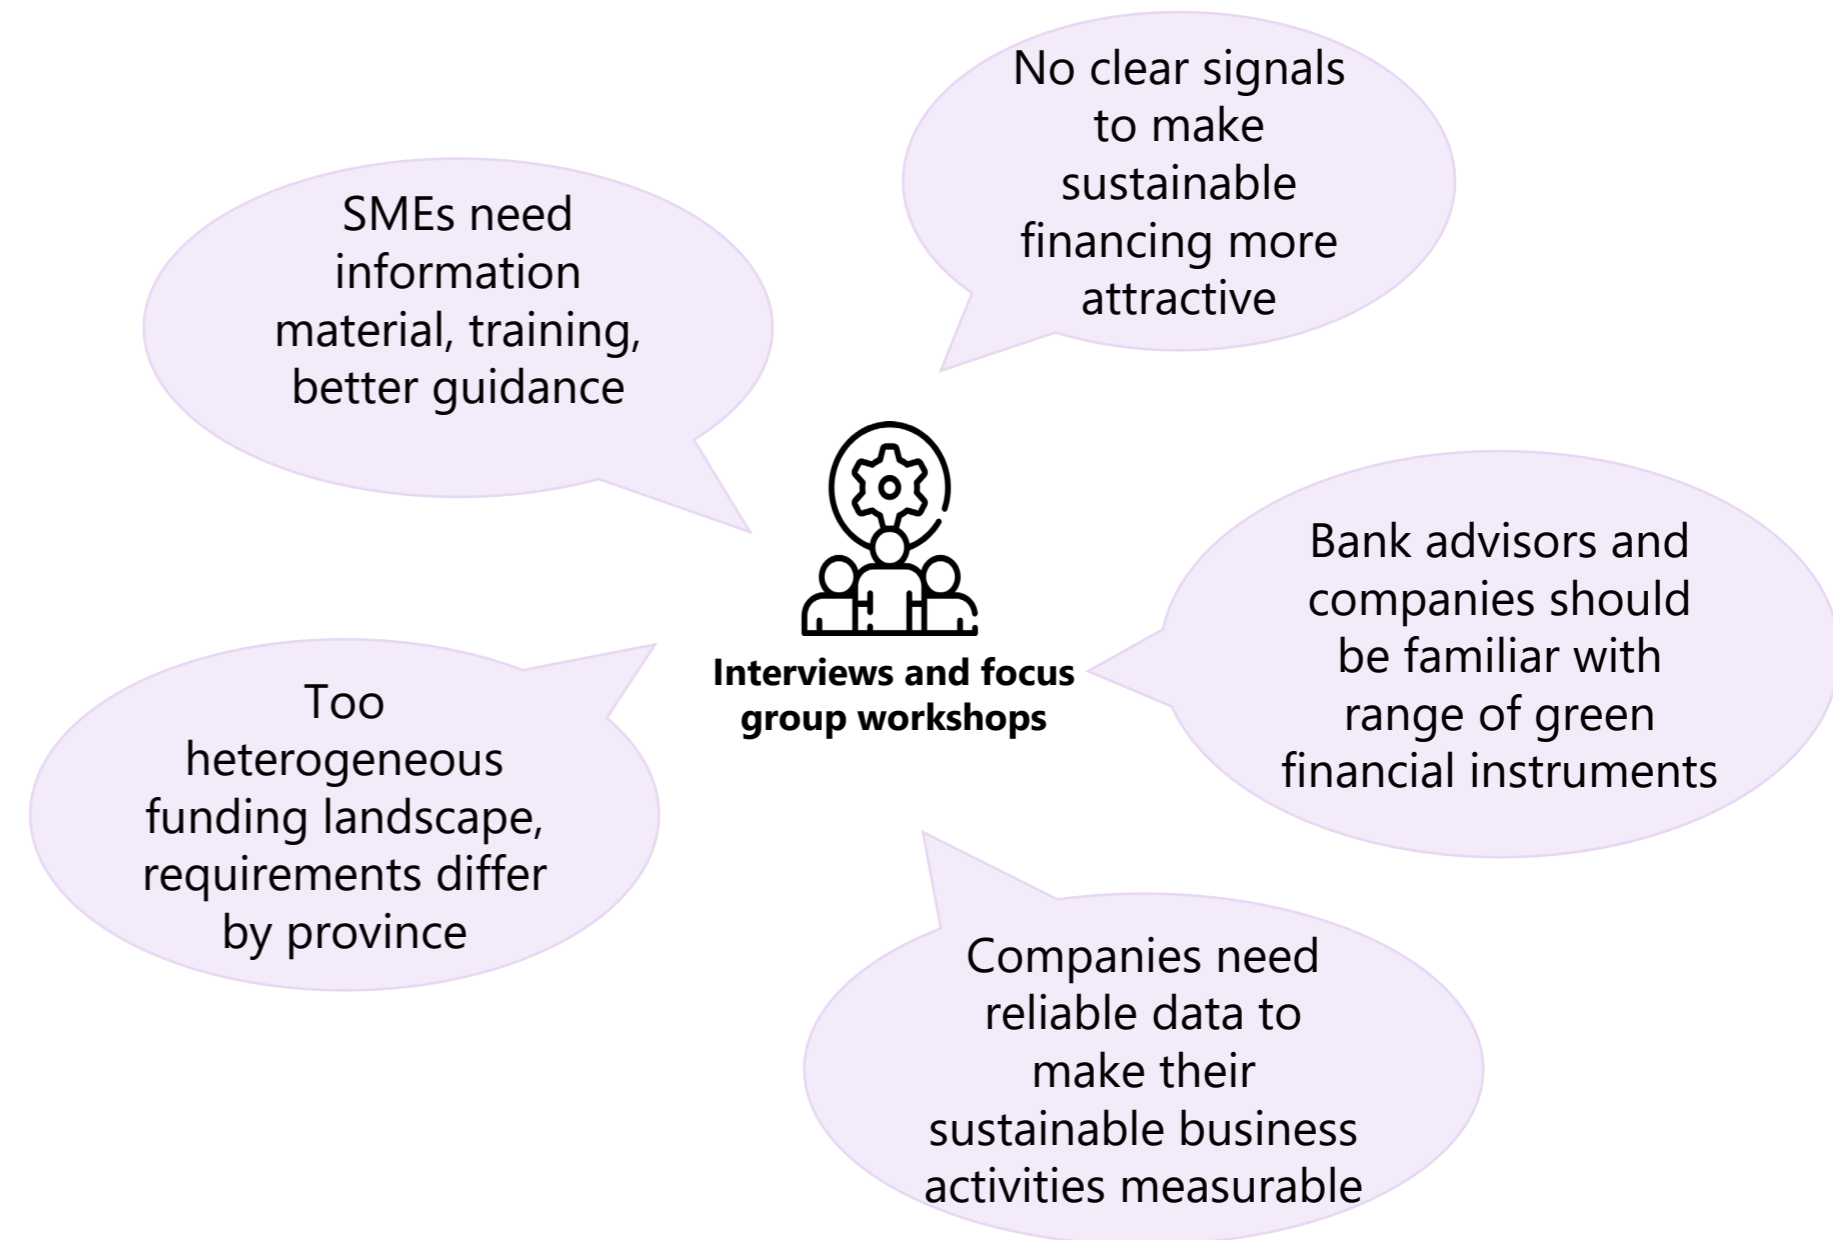 No clear signals
to make
sustainable
financing more
attractive
SMEs need
information
material, training,
better guidance
Bank advisors and
companies should
be familiar with
range of green
financial instruments
Interviews and focus
group workshops
Too
heterogeneous
funding landscape,
requirements differ
by province
Companies need
reliable data to
make their
sustainable business
activities measurable